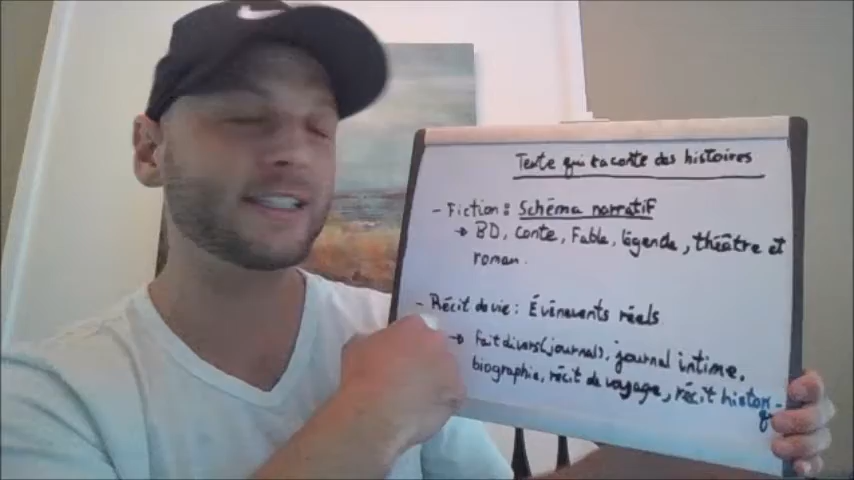 Texte qui raconte des histoires
- Fiction : Schéma narratif
→ BD, conte, Fable, légende, théâtre et
roman.
- Récit de vie : Événements réels
→ Fait divers (journal), journal intime,
biographie, récit de voyage, récit histori-
q